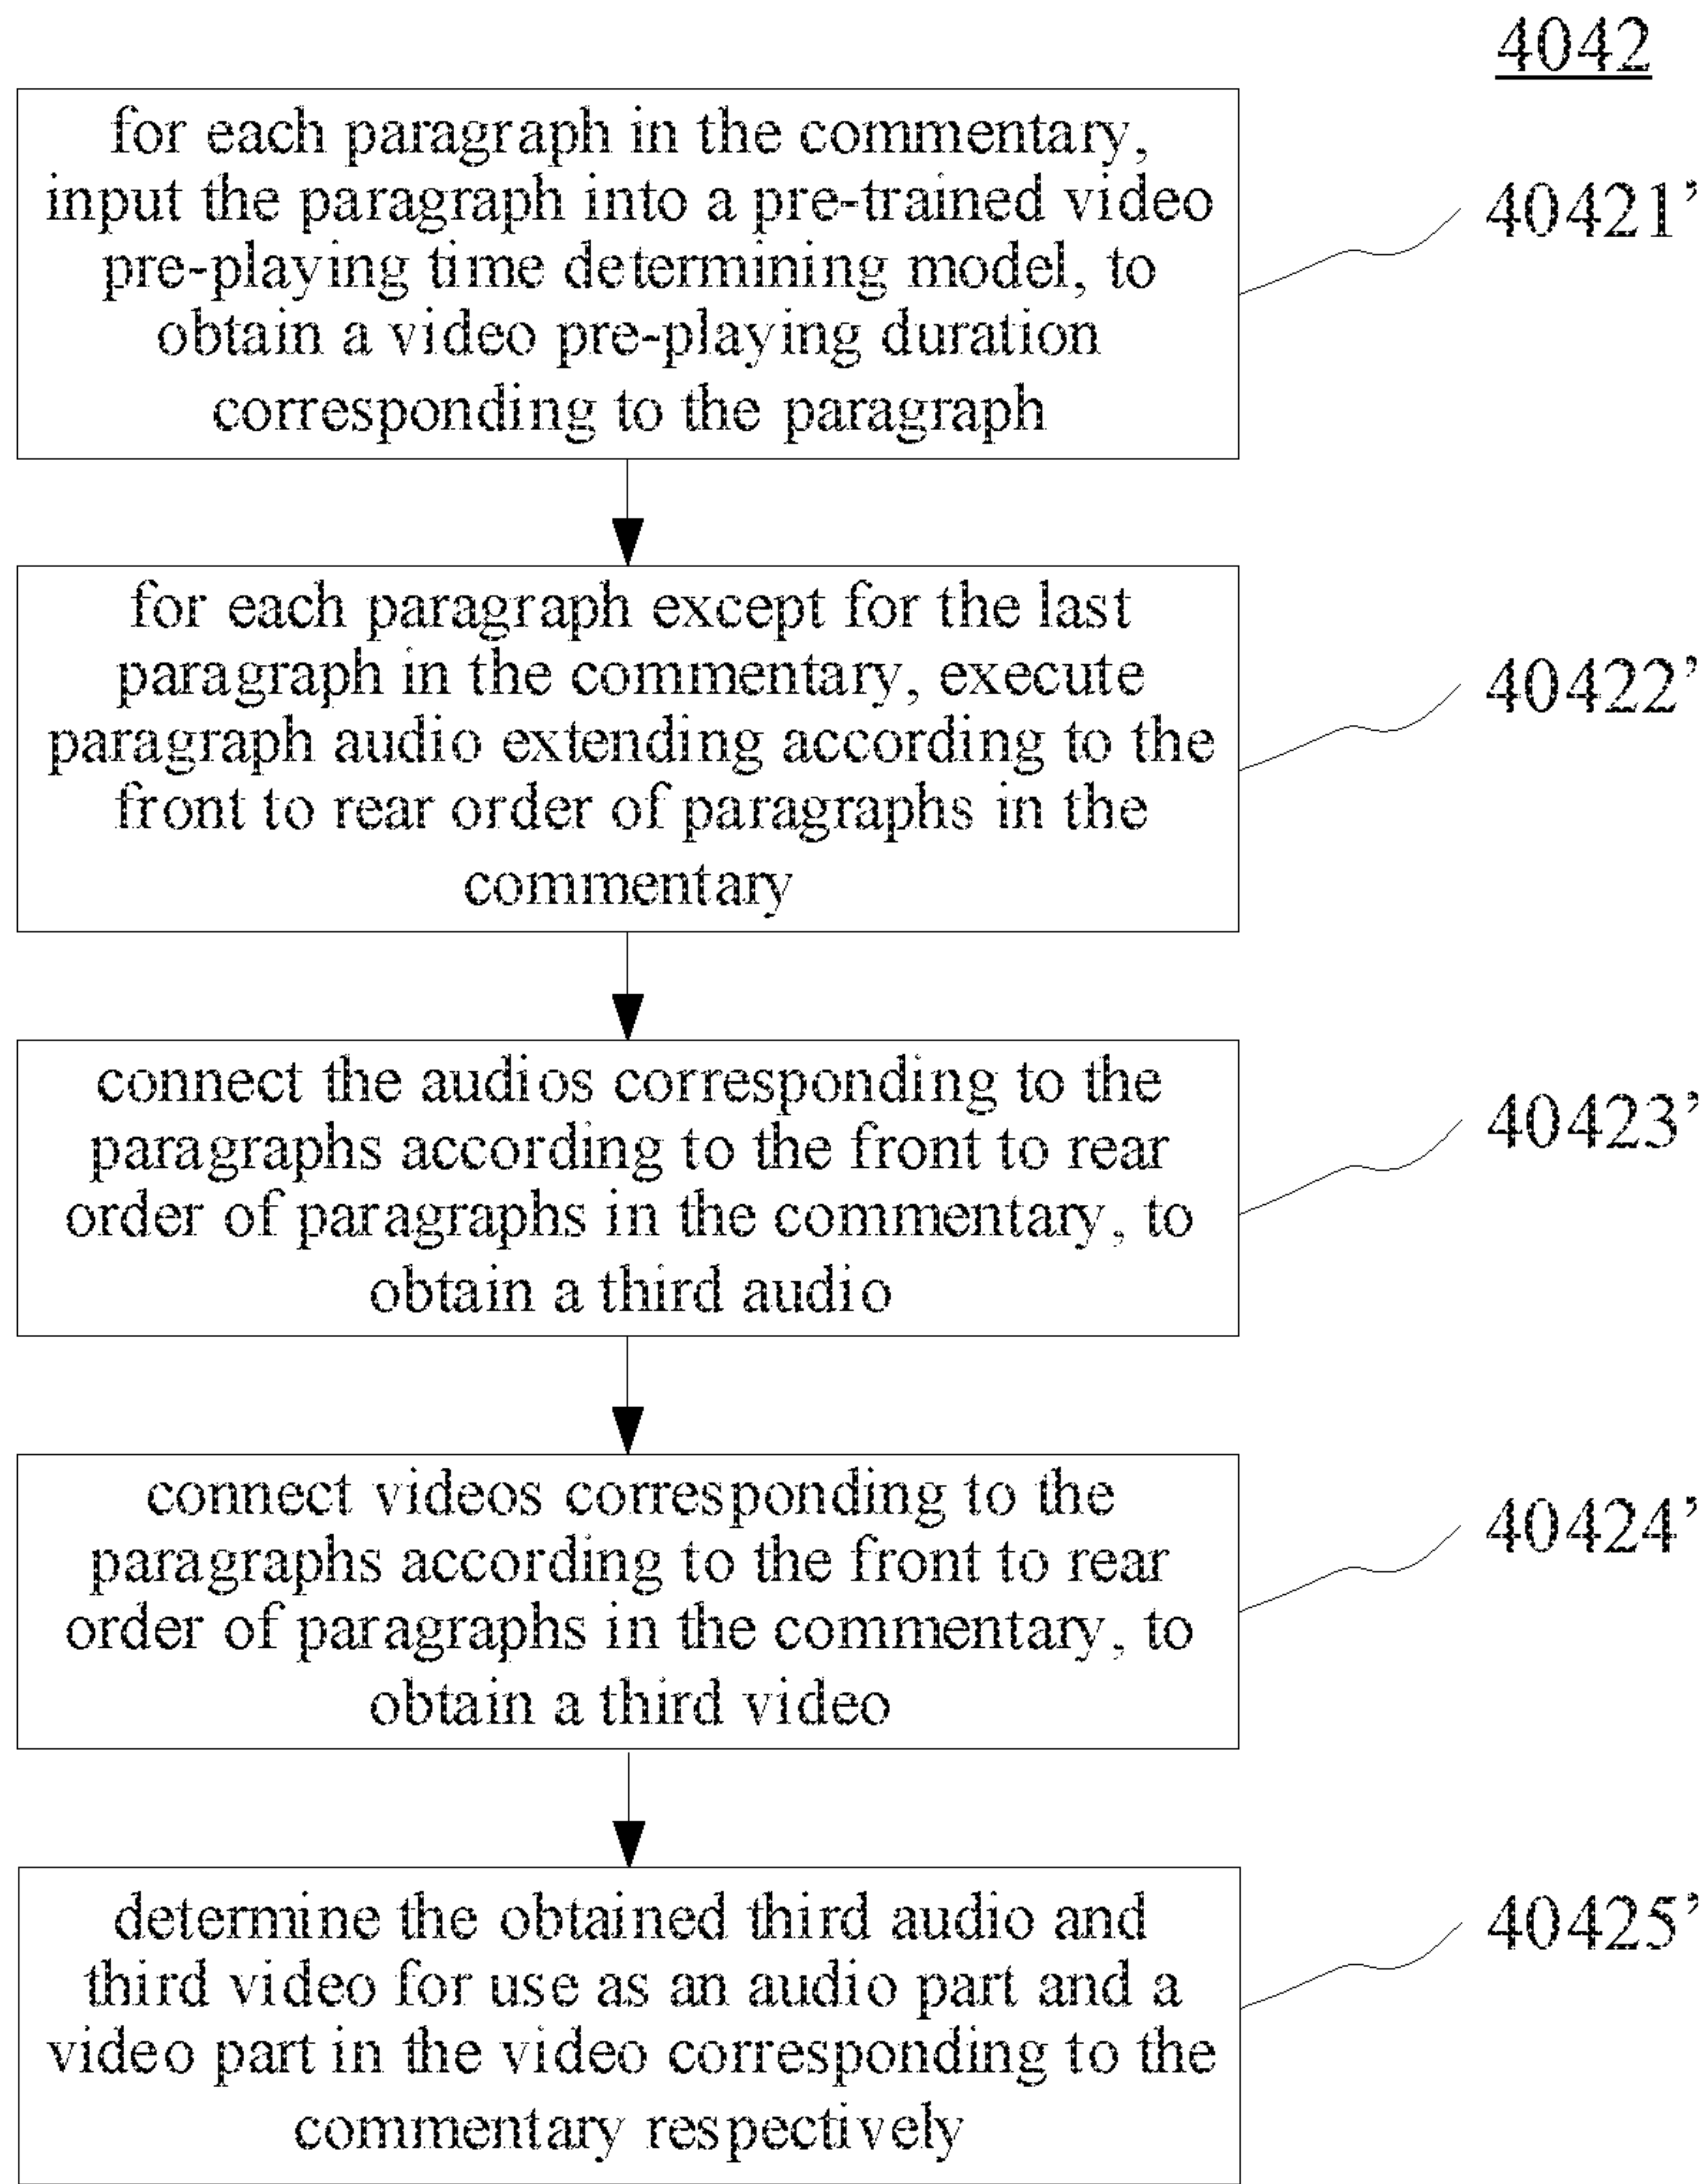 4042
for each paragraph in the commentary,
input the paragraph into a pre-trained video
pre-playing time determining model, to
obtain a video pre-playing duration
corresponding to the paragraph
40421’
for each paragraph except for the last
paragraph in the commentary, execute
paragraph audio extending according to the
front to rear order of paragraphs in the
commentary
40422’
connect the audios corresponding to the
paragraphs according to the front to rear
order of paragraphs in the commentary, to
obtain a third audio
40423’
connect videos corresponding to the
paragraphs according to the front to rear
order of paragraphs in the commentary, to
obtain a third video
40424’
determine the obtained third audio and
third video for use as an audio part and a
video part in the video corresponding to the
commentary respectively
40425’